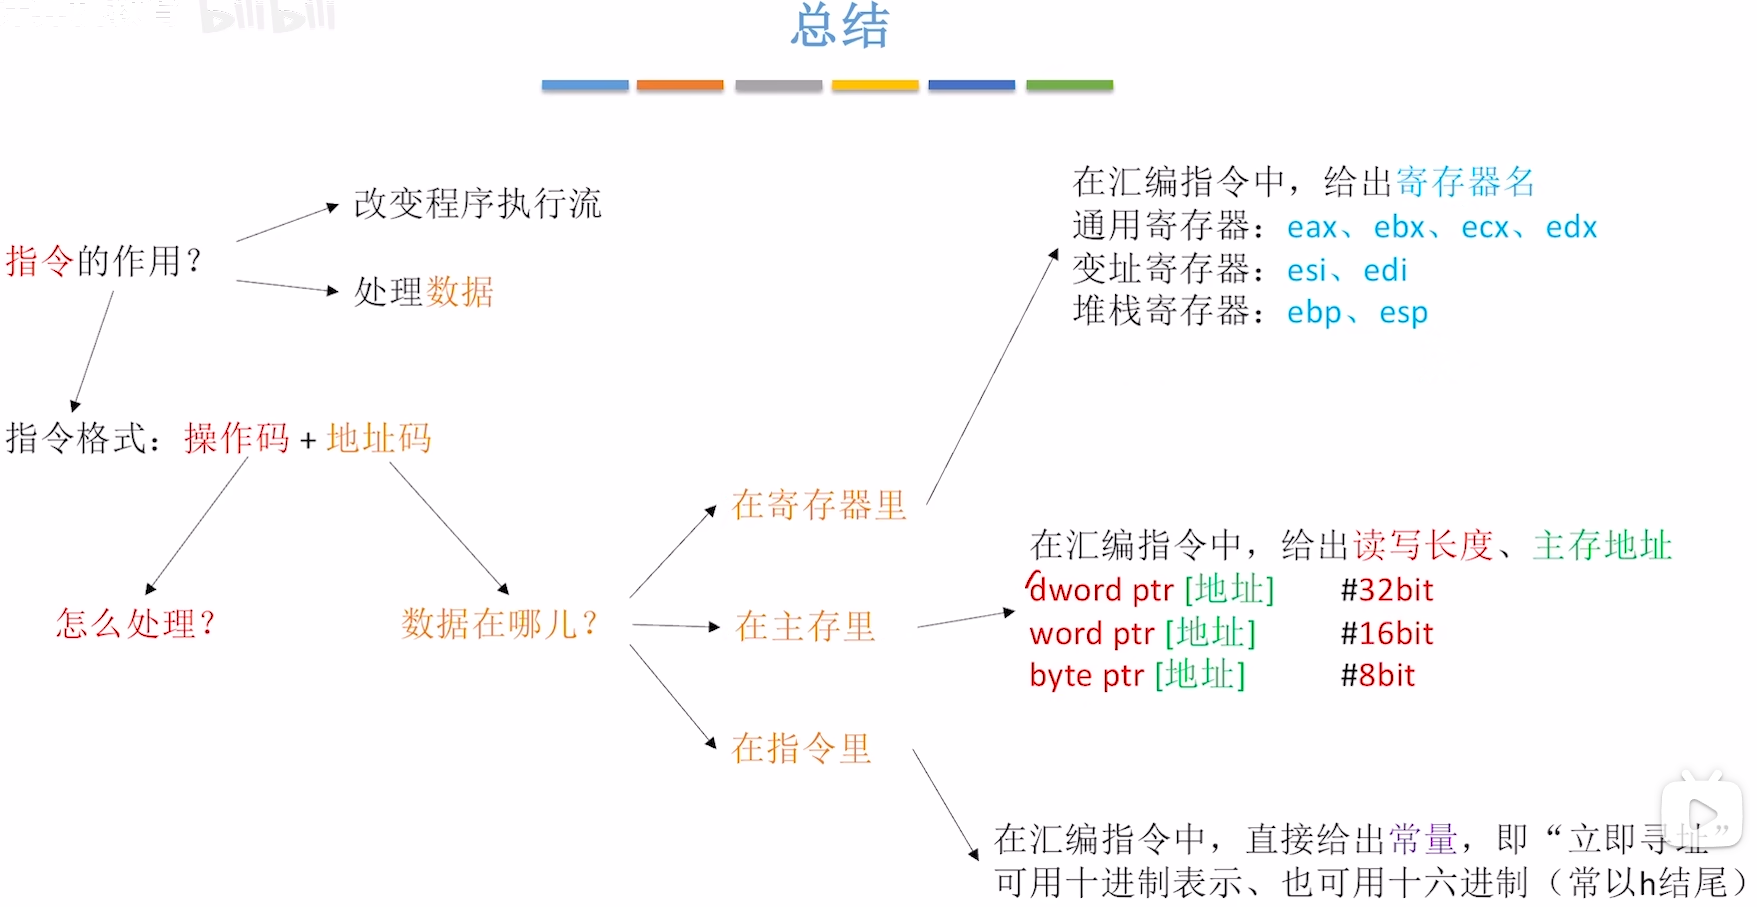 bilibili
总结
改变程序执行流
指令的作用？
处理数据
指令格式：操作码 + 地址码
怎么处理？
数据在哪儿？
在寄存器里
在主存里
在指令里
在汇编指令中，给出寄存器名
通用寄存器：eax、ebx、ecx、edx
变址寄存器：esi、edi
堆栈寄存器：ebp、esp
在汇编指令中，给出读写长度、主存地址
dword ptr [地址] #32bit
word ptr [地址] #16bit
byte ptr [地址] #8bit
在汇编指令中，直接给出常量，即“立即寻址”
可用十进制表示、也可用十六进制（常以h结尾）